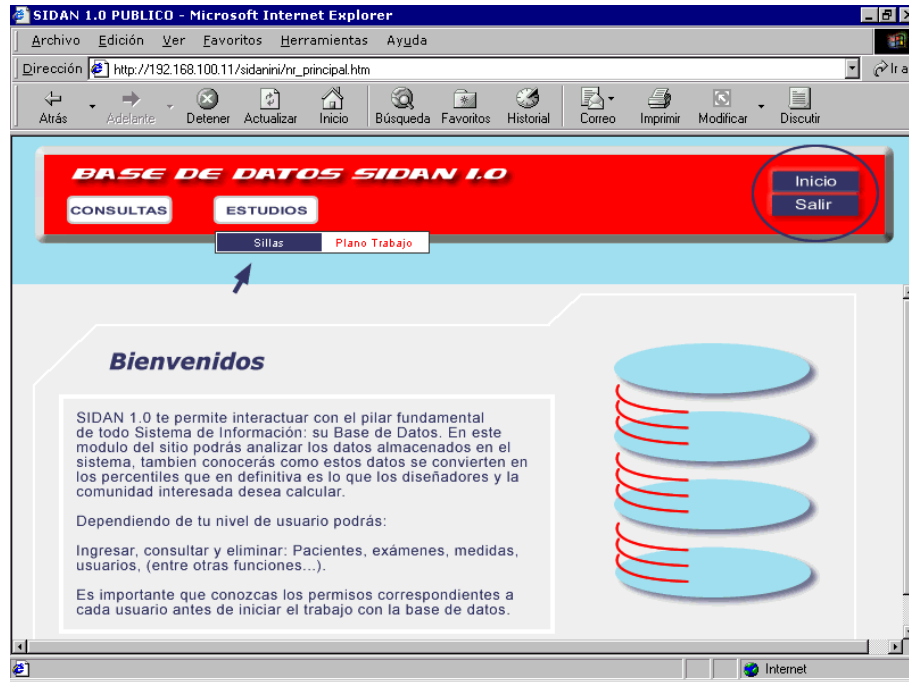 SIDAN 1.0 PUBLICO - Microsoft Internet Explorer
Archivo Edición Ver Favoritos Herramientas Ayuda
Dirección http://192.168.100.11/sidanini/nr_principal.htm Ir a
Atrás Adelante Detener Actualizar Inicio Búsqueda Favoritos Historial Correo Imprimir Modificar Discutir
BASE DE DATOS SIDAN 1.0
Inicio
CONSULTAS ESTUDIOS Salir
Sillas Plano Trabajo
Bienvenidos
SIDAN 1.0 te permite interactuar con el pilar fundamental
de todo Sistema de Información: su Base de Datos. En este
modulo del sitio podrás analizar los datos almacenados en el
sistema, tambien conocerás como estos datos se convierten en
los percentiles que en definitiva es lo que los diseñadores y la
comunidad interesada desea calcular.
Dependiendo de tu nivel de usuario podrás:
Ingresar, consultar y eliminar: Pacientes, exámenes, medidas,
usuarios, (entre otras funciones...).
Es importante que conozcas los permisos correspondientes a
cada usuario antes de iniciar el trabajo con la base de datos.
Internet